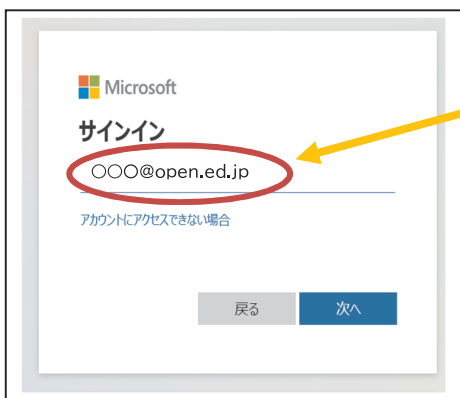 Microsoft
サインイン
○○○@open.ed.jp
アカウントにアクセスできない場合
戻る
次へ